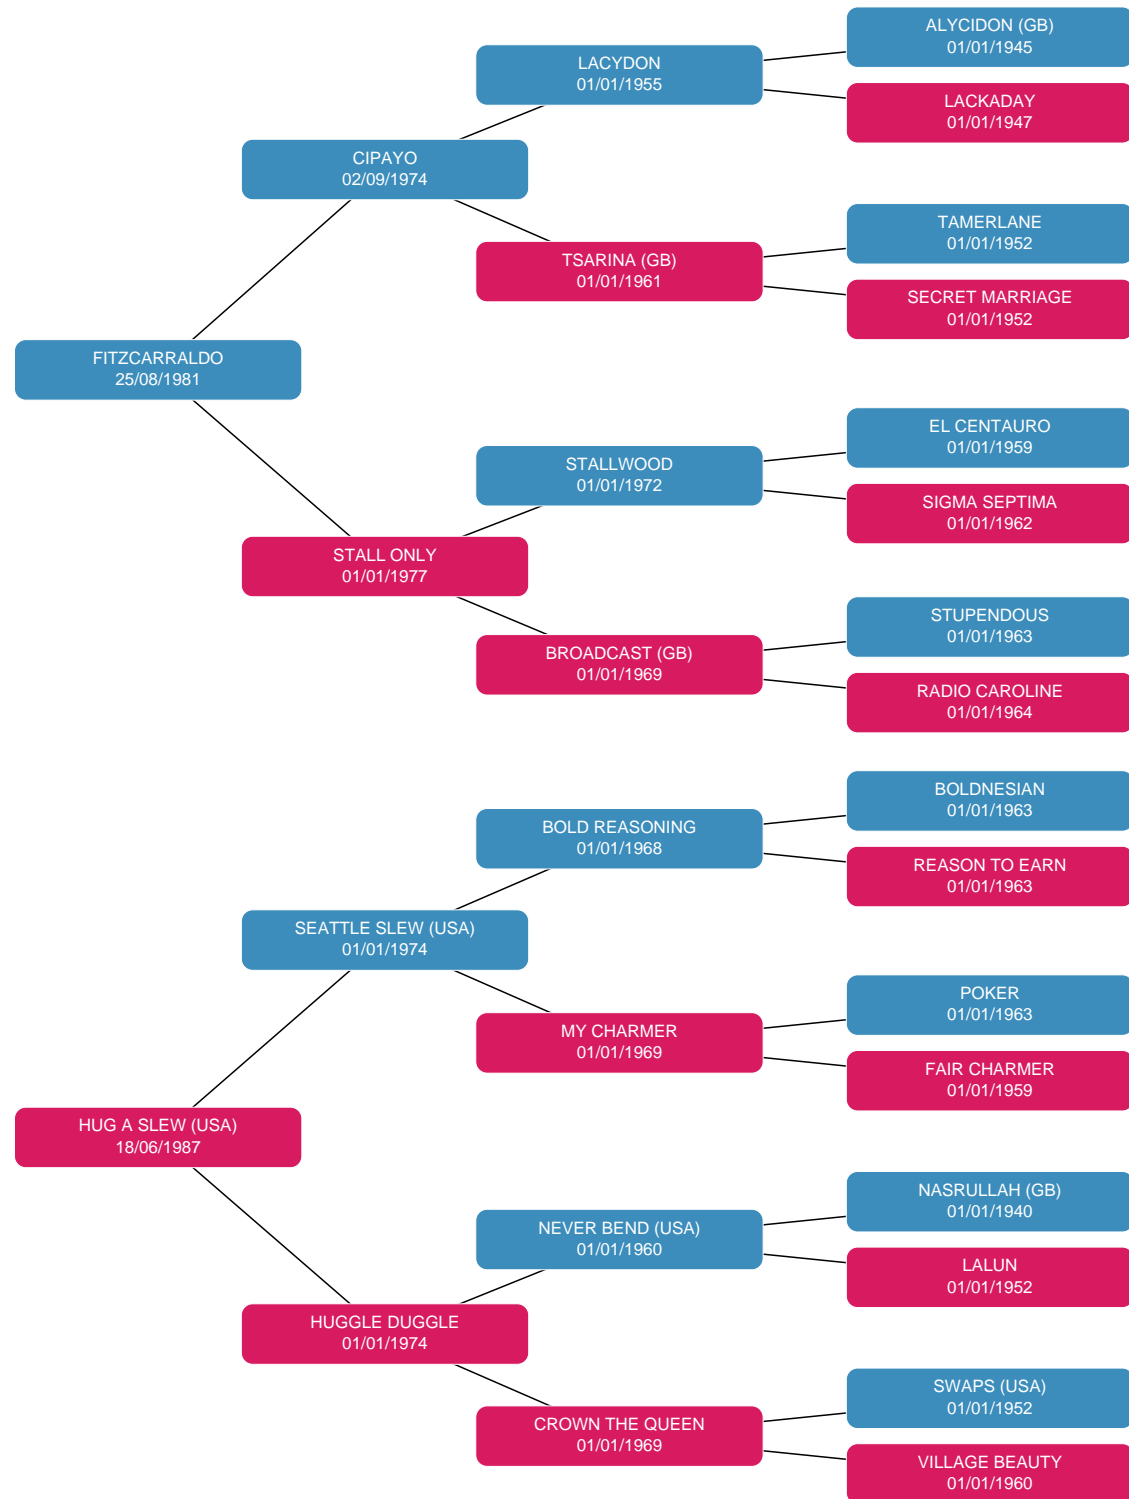 ALYCIDON (GB)
01/01/1945
LACYDON
01/01/1955
LACKADAY
01/01/1947
CIPAYO
02/09/1974
TAMERLANE
01/01/1952
TSARINA (GB)
01/01/1961
SECRET MARRIAGE
01/01/1952
FITZCARRALDO
25/08/1981
EL CENTAURO
01/01/1959
STALLWOOD
01/01/1972
SIGMA SEPTIMA
01/01/1962
STALL ONLY
01/01/1977
STUPENDOUS
01/01/1963
BROADCAST (GB)
01/01/1969
RADIO CAROLINE
01/01/1964
BOLDNESIAN
01/01/1963
BOLD REASONING
01/01/1968
REASON TO EARN
01/01/1963
SEATTLE SLEW (USA)
01/01/1974
POKER
01/01/1963
MY CHARMER
01/01/1969
FAIR CHARMER
01/01/1959
HUG A SLEW (USA)
18/06/1987
NASRULLAH (GB)
01/01/1940
NEVER BEND (USA)
01/01/1960
LALUN
01/01/1952
HUGGLE DUGGLE
01/01/1974
SWAPS (USA)
01/01/1952
CROWN THE QUEEN
01/01/1969
VILLAGE BEAUTY
01/01/1960